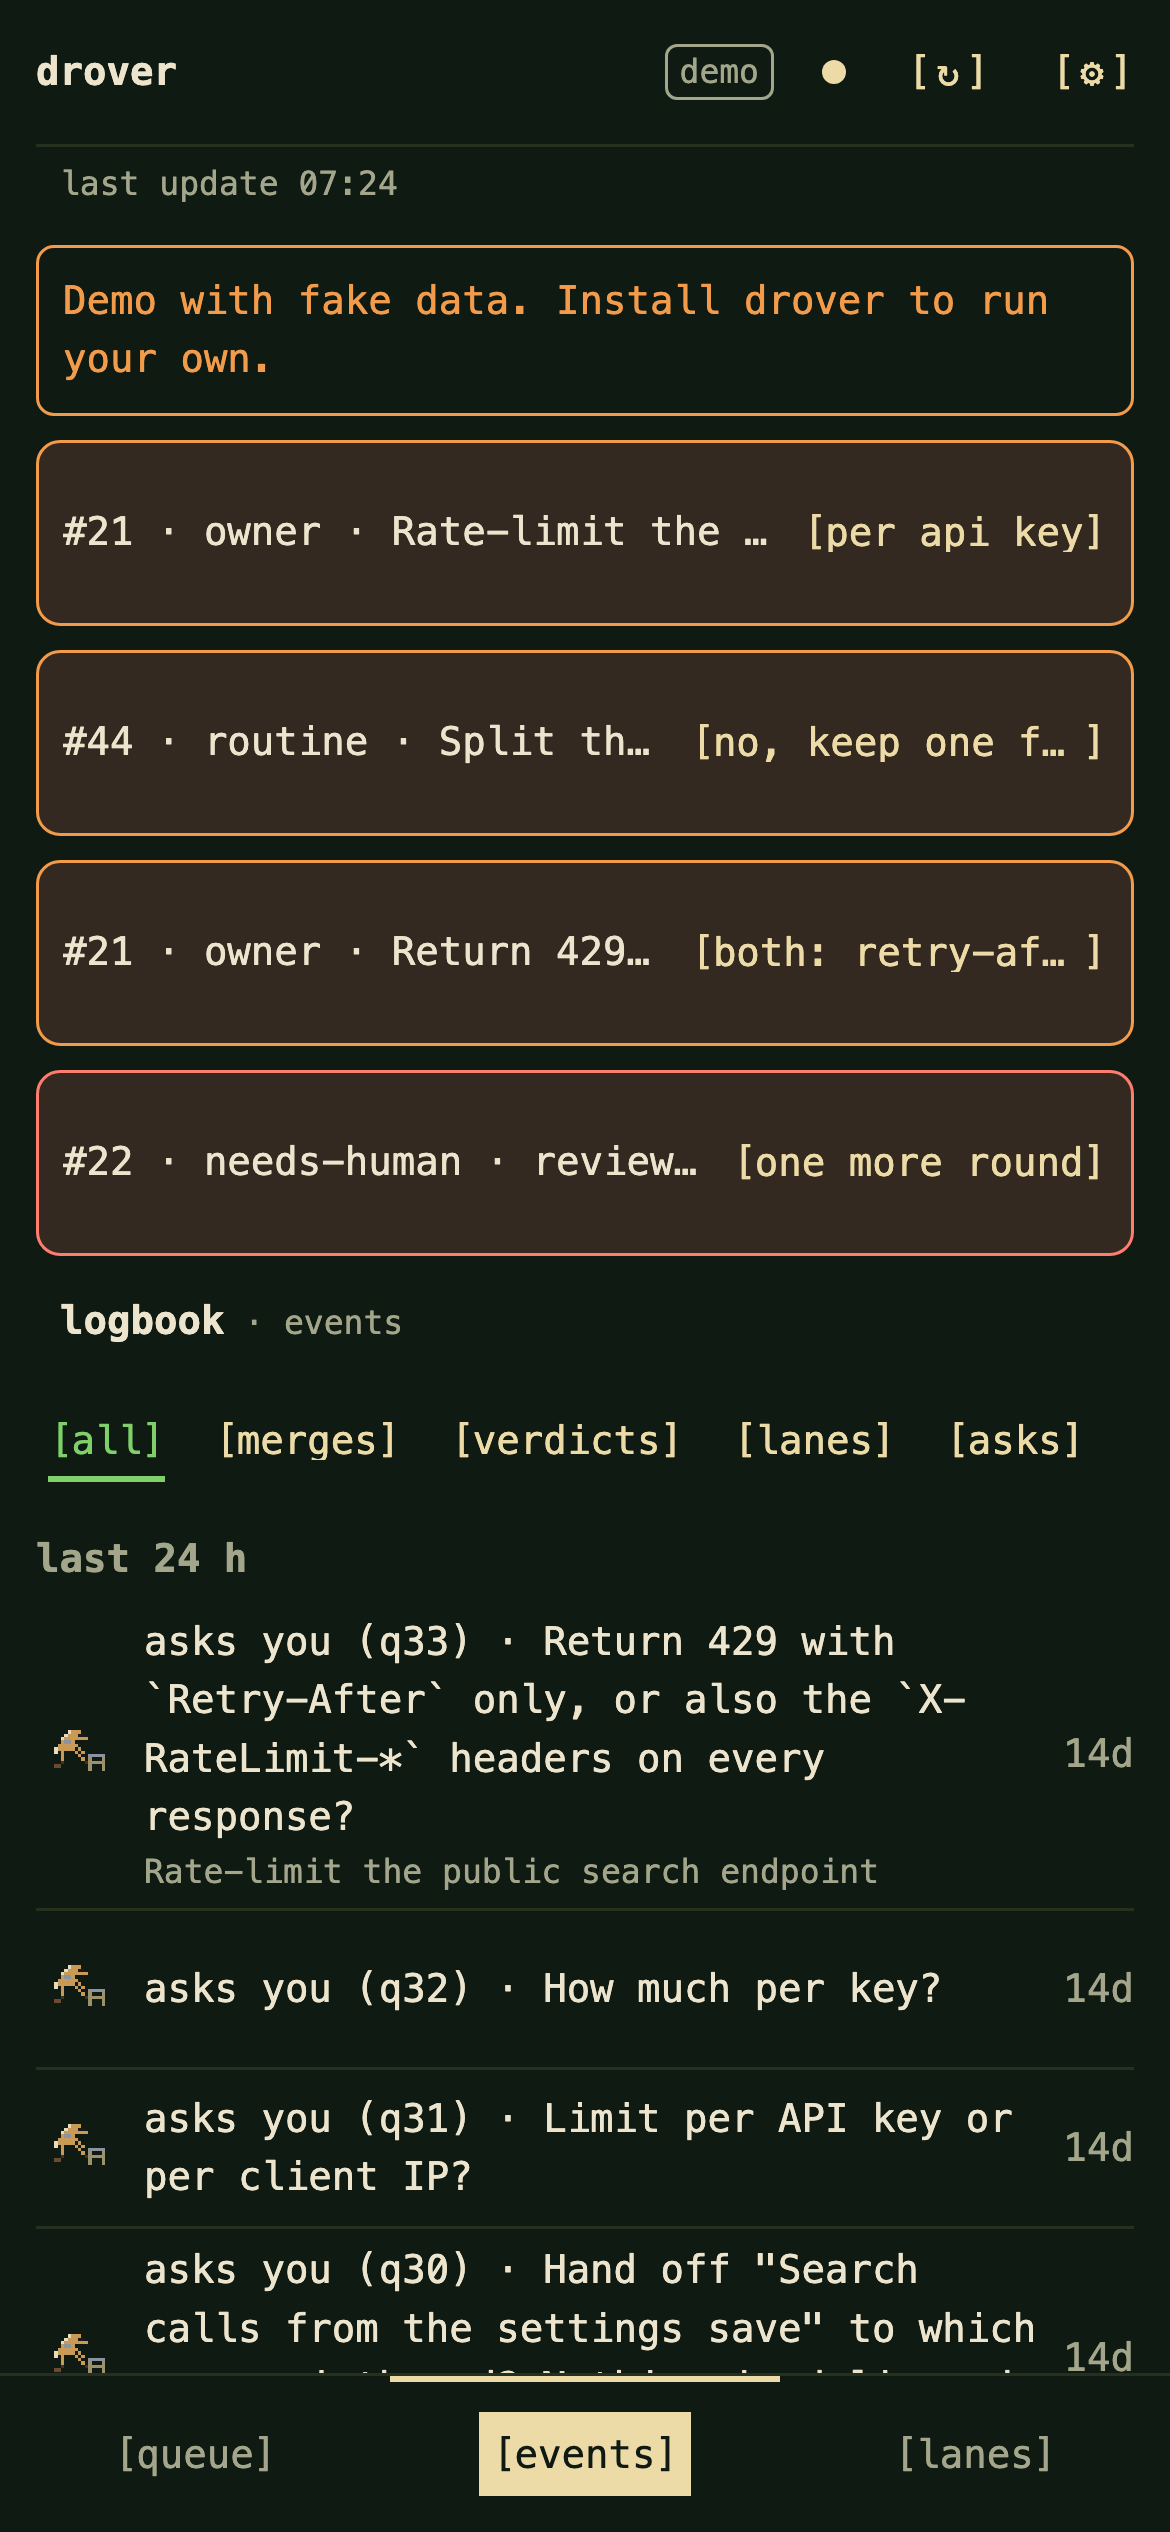 drover demo ● [↻] [⚙]
last update 07:24
Demo with fake data. Install drover to run
your own.
#21 · owner · Rate-limit the … [per api key]
#44 · routine · Split th… [no, keep one f… ]
#21 · owner · Return 429… [both: retry-af… ]
#22 · needs-human · review… [one more round]
logbook · events
[all] [merges] [verdicts] [lanes] [asks]
last 24 h
asks you (q33) · Return 429 with
`Retry-After` only, or also the `X-
RateLimit-*` headers on every
response?
14d
Rate-limit the public search endpoint
asks you (q32) · How much per key? 14d
asks you (q31) · Limit per API key or
per client IP?
14d
asks you (q30) · Hand off "Search
calls from the settings save" to which
14d
[queue] [events] [lanes]